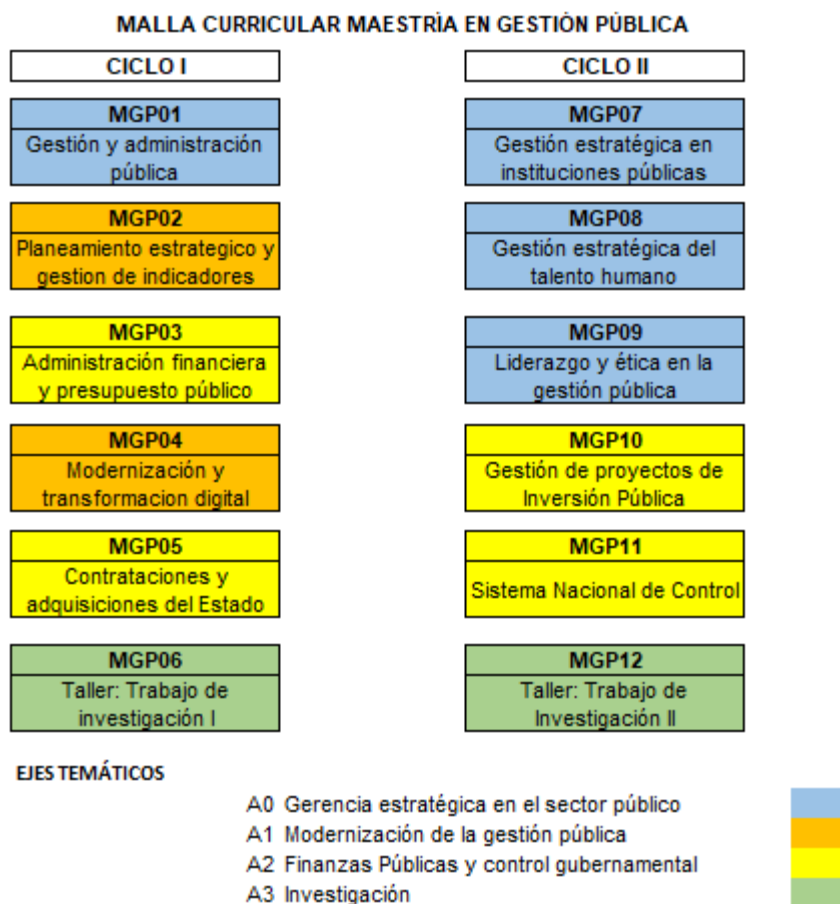 MALLA CURRICULAR MAESTRÍA EN GESTIÓN PÚBLICA
CICLO I
MGP01
Gestión y administración
pública
MGP02
Planeamiento estrategico y
gestion de indicadores
MGP03
Administración financiera
y presupuesto público
MGP04
Modernización y
transformacion digital
MGP05
Contrataciones y
adquisiciones del Estado
MGP06
Taller: Trabajo de
investigación I
CICLO II
MGP07
Gestión estratégica en
instituciones públicas
MGP08
Gestión estratégica del
talento humano
MGP09
Liderazgo y ética en la
gestión pública
MGP10
Gestión de proyectos de
Inversión Pública
MGP11
Sistema Nacional de Control
MGP12
Taller: Trabajo de
Investigación II
EJES TEMÁTICOS
A0 Gerencia estratégica en el sector público
A1 Modernización de la gestión pública
A2 Finanzas Públicas y control gubernamental
A3 Investigación